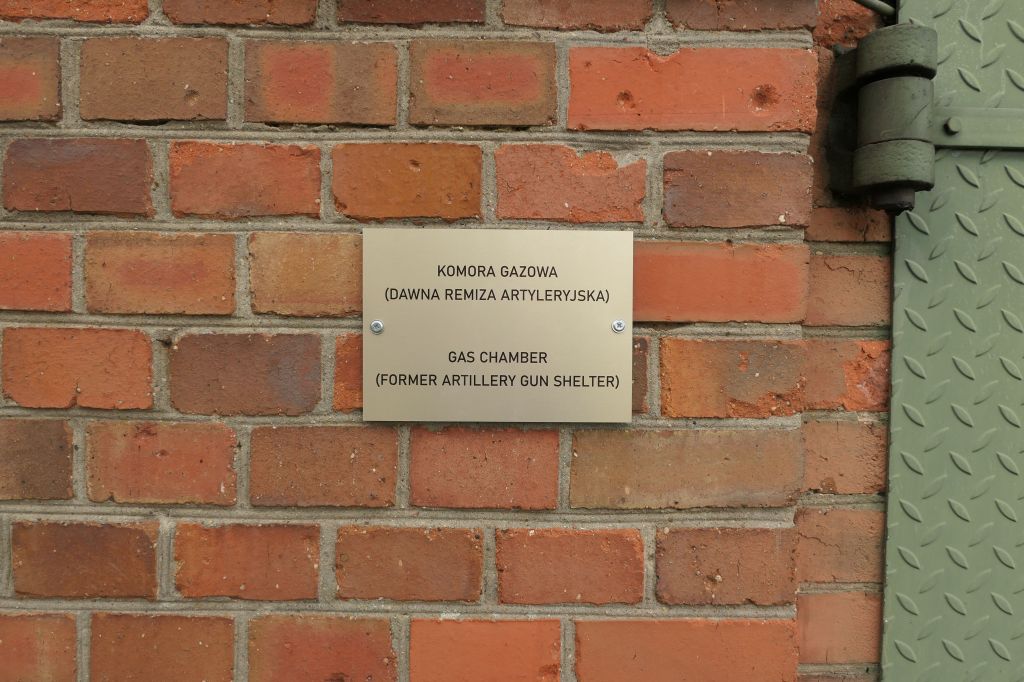 KOMORA GAZOWA
(DAWNA REMIZA ARTYLERYJSKA)
GAS CHAMBER
(FORMER ARTILLERY GUN SHELTER)